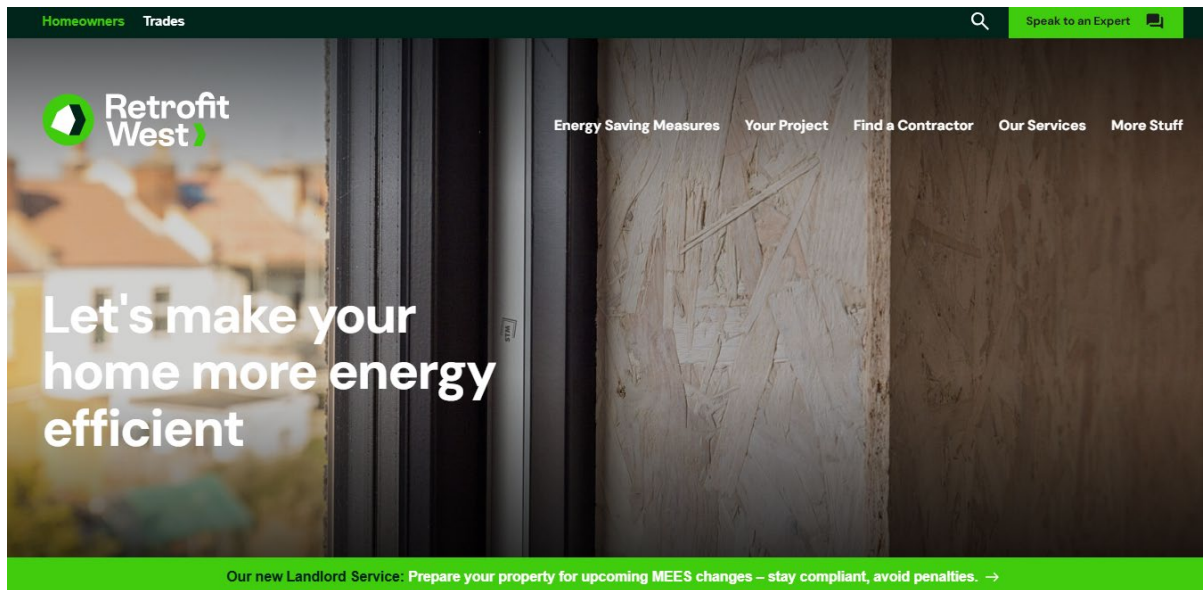 Homeowners Trades
Speak to an Expert
Retrofit
West
Energy Saving Measures Your Project Find a Contractor Our Services More Stuff
Let's make your
home more energy
efficient
Our new Landlord Service: Prepare your property for upcoming MEES changes – stay compliant, avoid penalties. →